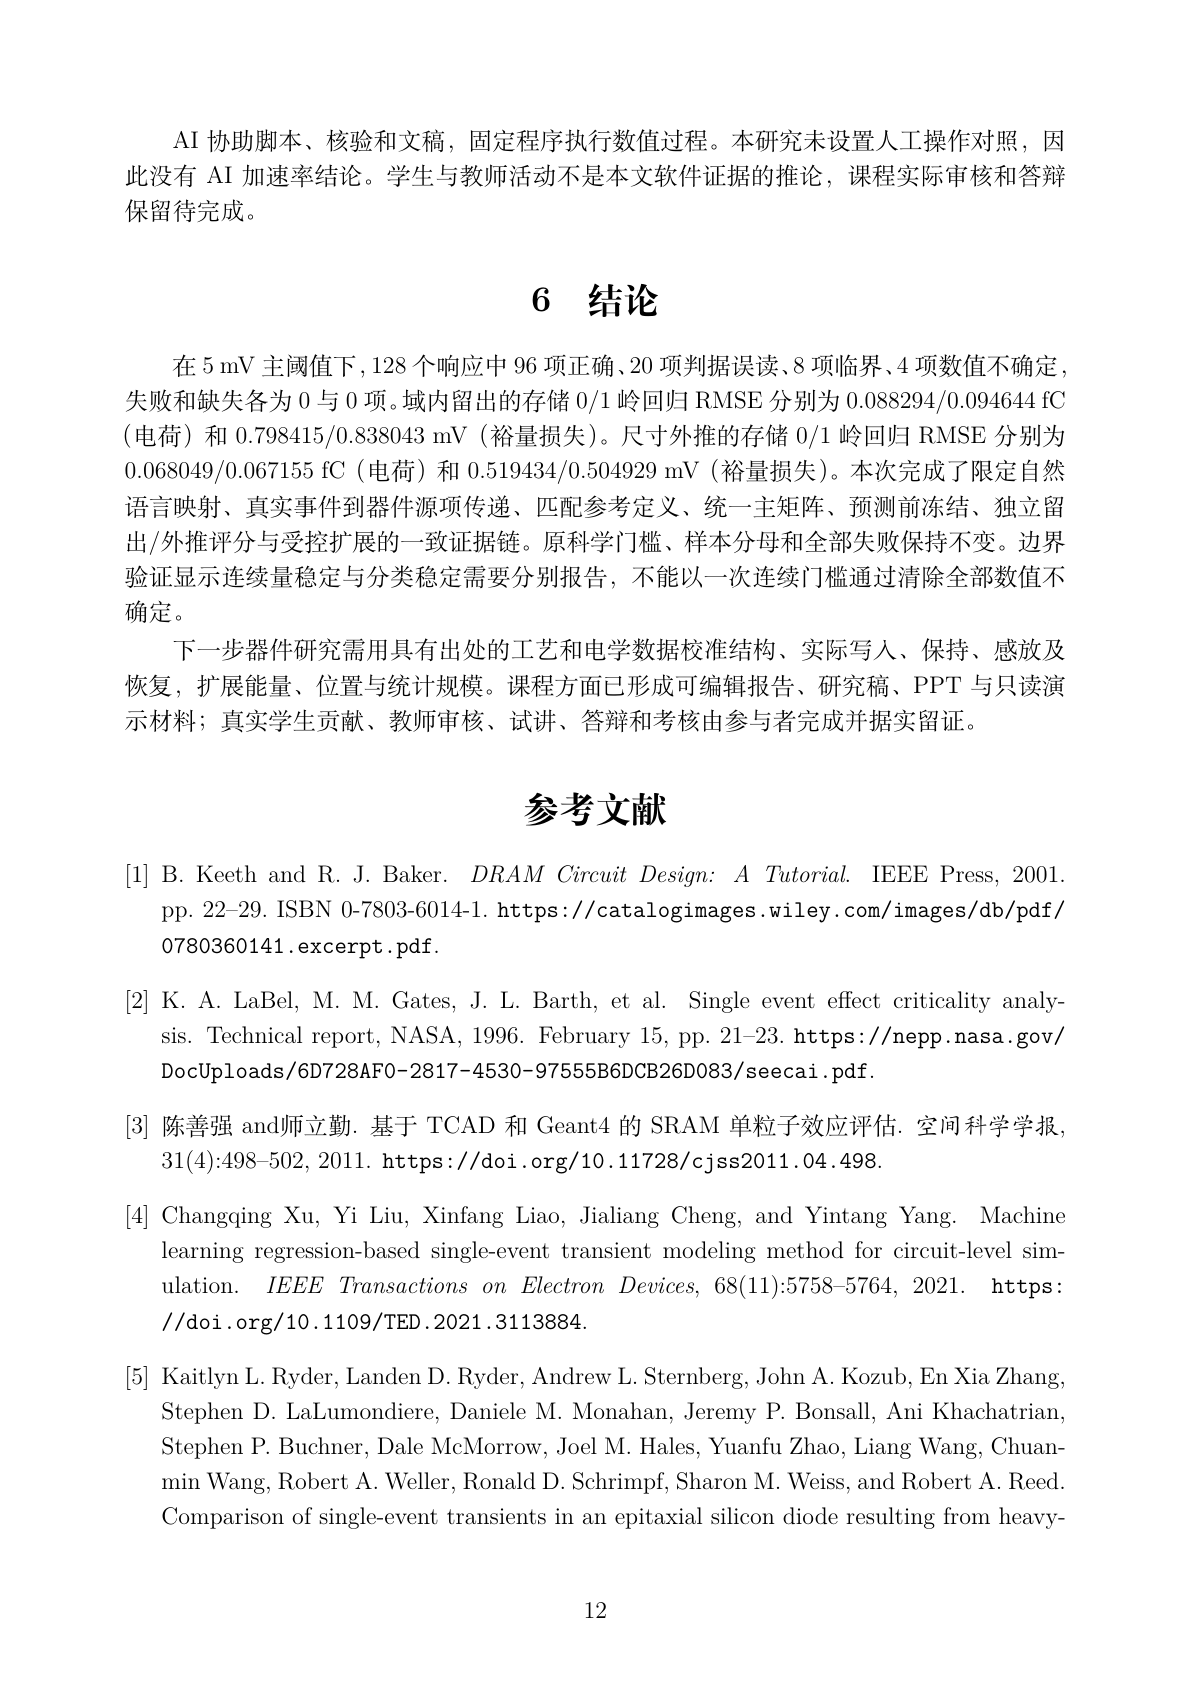 AI 协助脚本、核验和文稿，固定程序执行数值过程。本研究未设置人工操作对照，因
此没有 AI 加速率结论。学生与教师活动不是本文软件证据的推论，课程实际审核和答辩
保留待完成。
6 结论
在 5 mV 主阈值下，128 个响应中 96 项正确、20 项判据误读、8 项临界、4 项数值不确定，
失败和缺失各为 0 与 0 项。域内留出的存储 0/1 岭回归 RMSE 分别为 0.088294/0.094644 fC
（电荷）和 0.798415/0.838043 mV（裕量损失）。尺寸外推的存储 0/1 岭回归 RMSE 分别为
0.068049/0.067155 fC（电荷）和 0.519434/0.504929 mV（裕量损失）。本次完成了限定自然
语言映射、真实事件到器件源项传递、匹配参考定义、统一主矩阵、预测前冻结、独立留
出/外推评分与受控扩展的一致证据链。原科学门槛、样本分母和全部失败保持不变。边界
验证显示连续量稳定与分类稳定需要分别报告，不能以一次连续门槛通过清除全部数值不
确定。
下一步器件研究需用具有出处的工艺和电学数据校准结构、实际写入、保持、感放及
恢复，扩展能量、位置与统计规模。课程方面已形成可编辑报告、研究稿、PPT 与只读演
示材料；真实学生贡献、教师审核、试讲、答辩和考核由参与者完成并据实留证。
参考文献
[1] B. Keeth and R. J. Baker. DRAM Circuit Design: A Tutorial. IEEE Press, 2001.
pp. 22–29. ISBN 0-7803-6014-1. https://catalogimages.wiley.com/images/db/pdf/
0780360141.excerpt.pdf.
[2] K. A. LaBel, M. M. Gates, J. L. Barth, et al. Single event effect criticality analy-
sis. Technical report, NASA, 1996. February 15, pp. 21–23. https://nepp.nasa.gov/
DocUploads/6D728AF0-2817-4530-97555B6DCB26D083/seecai.pdf.
[3] 陈善强 and师立勤. 基于 TCAD 和 Geant4 的 SRAM 单粒子效应评估. 空间科学学报,
31(4):498–502, 2011. https://doi.org/10.11728/cjss2011.04.498.
[4] Changqing Xu, Yi Liu, Xinfang Liao, Jialiang Cheng, and Yintang Yang. Machine
learning regression-based single-event transient modeling method for circuit-level sim-
ulation. IEEE Transactions on Electron Devices, 68(11):5758–5764, 2021. https:
//doi.org/10.1109/TED.2021.3113884.
[5] Kaitlyn L. Ryder, Landen D. Ryder, Andrew L. Sternberg, John A. Kozub, En Xia Zhang,
Stephen D. LaLumondiere, Daniele M. Monahan, Jeremy P. Bonsall, Ani Khachatrian,
Stephen P. Buchner, Dale McMorrow, Joel M. Hales, Yuanfu Zhao, Liang Wang, Chuan-
min Wang, Robert A. Weller, Ronald D. Schrimpf, Sharon M. Weiss, and Robert A. Reed.
Comparison of single-event transients in an epitaxial silicon diode resulting from heavy-
12